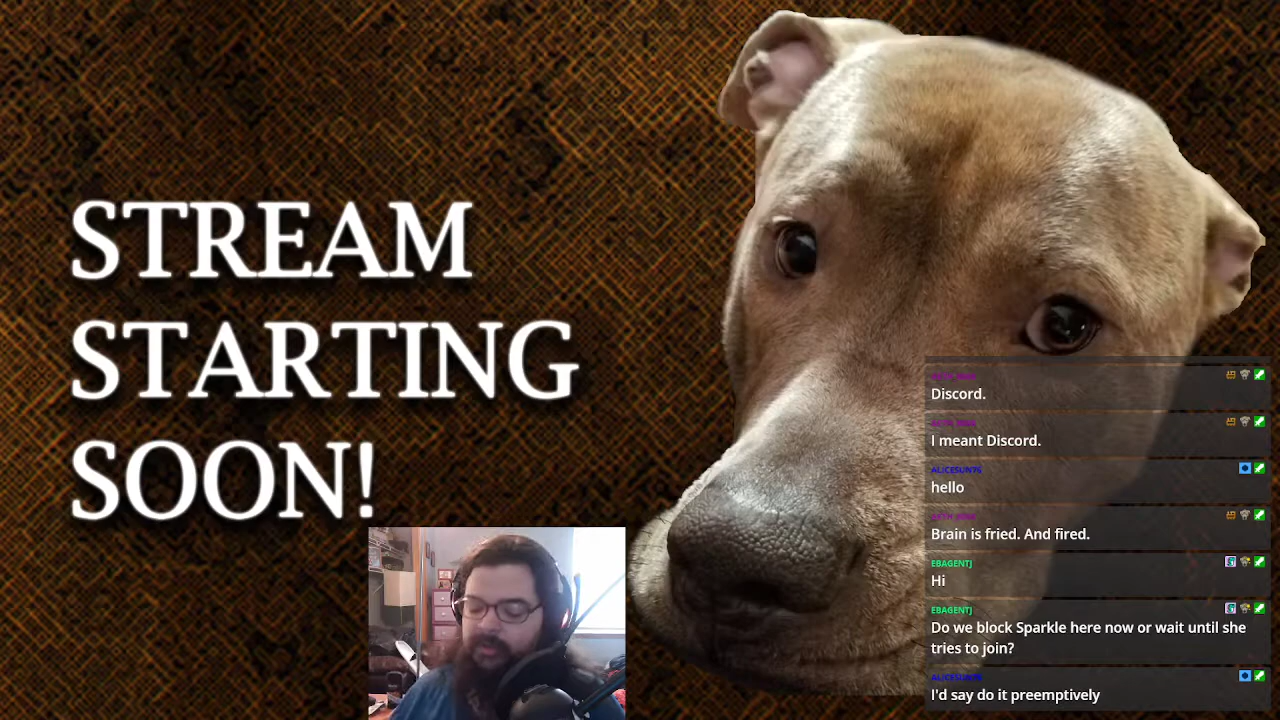 STREAM
STARTING
SOON!
Discord.
I meant Discord.
ALICESUN76
hello
Brain is fried. And fired.
EBAGENTJ
Hi
EBAGENTJ
Do we block Sparkle here now or wait until she
tries to join?
ALICESUN76
I'd say do it preemptively